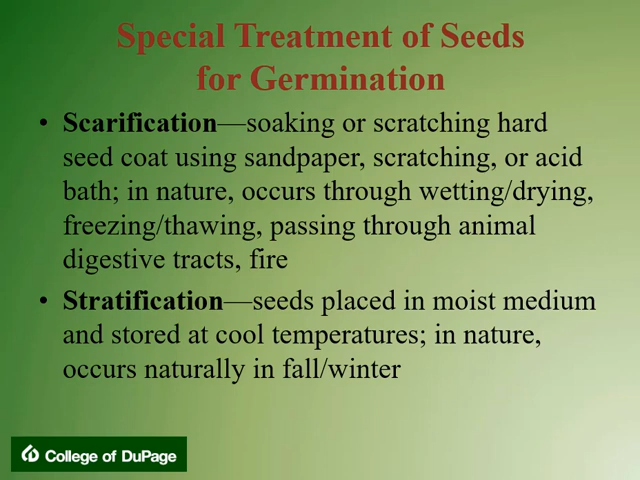 Special Treatment of Seeds
for Germination
• Scarification—soaking or scratching hard
seed coat using sandpaper, scratching, or acid
bath; in nature, occurs through wetting/drying,
freezing/thawing, passing through animal
digestive tracts, fire
• Stratification—seeds placed in moist medium
and stored at cool temperatures; in nature,
occurs naturally in fall/winter
College of DuPage